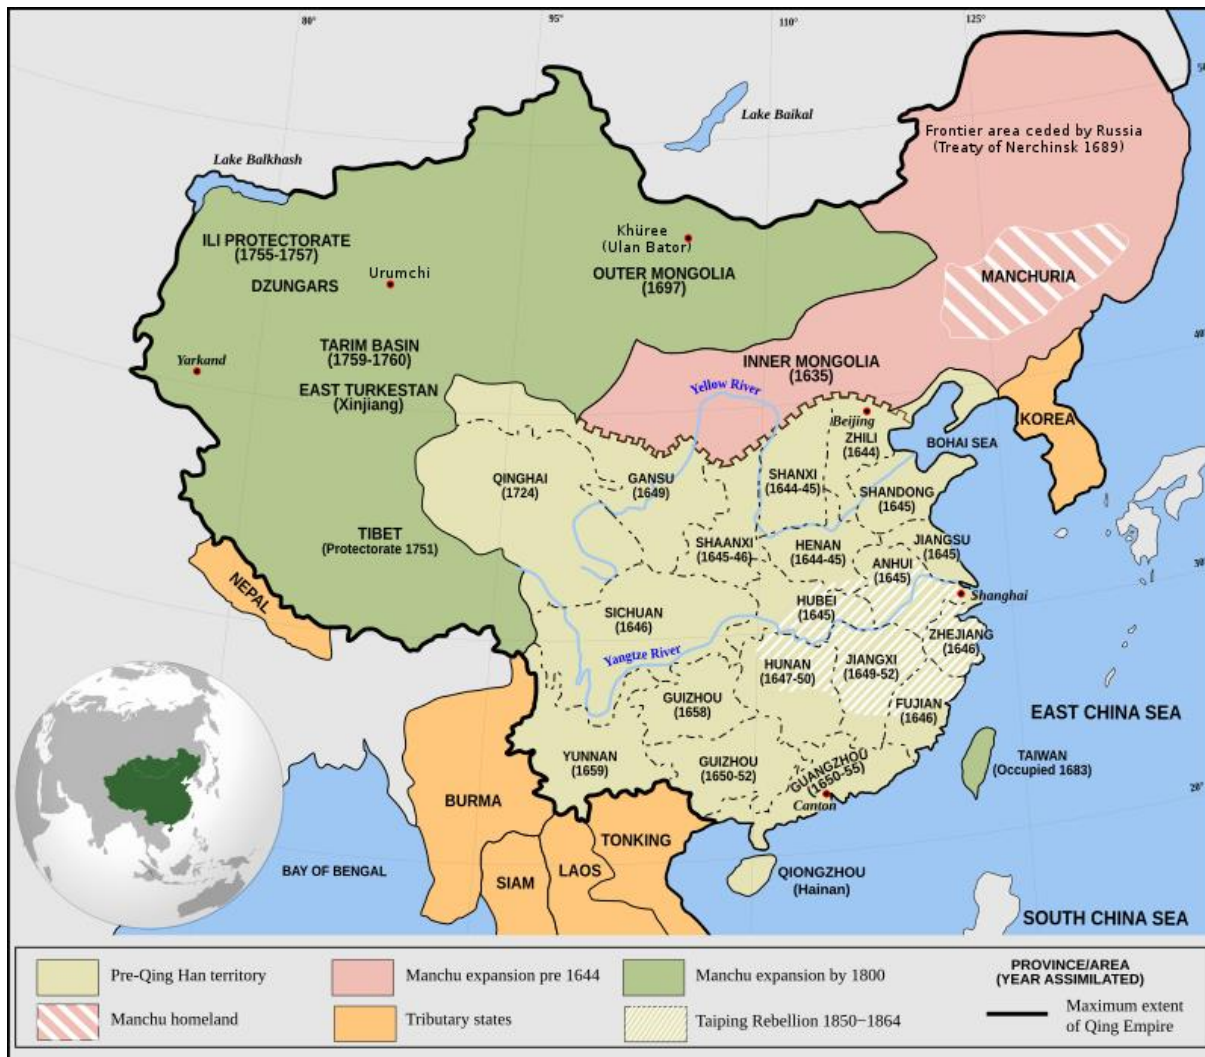 80°
95°
110°
125°
Lake Baikal
Frontier area ceded by Russia
(Treaty of Nerchinsk 1689)
Lake Balkhash
ILI PROTECTORATE
(1755-1757)
DZUNGARS
Urumchi
Khüree
(Ulan Bator)
OUTER MONGOLIA
(1697)
MANCHURIA
40°
TARIM BASIN
(1759-1760)
Yarkand
EAST TURKESTAN
(Xinjiang)
INNER MONGOLIA
(1635)
Yellow River
Beijing
ZHILI
(1644)
KOREA
BOHAI SEA
QINGHAI
(1724)
GANSU
(1649)
SHANXI
(1644-45)
SHANDONG
(1645)
TIBET
(Protectorate 1751)
SHAANXI
(1645-46)
HENAN
(1644-45)
JIANGSU
(1645)
ANHUI
(1645)
30°
NEPAL
SICHUAN
(1646)
HUBEI
(1645)
Shanghai
ZHEJIANG
(1646)
Yangtze River
HUNAN
(1647-50)
JIANGXI
(1649-52)
GUIZHOU
(1658)
FUJIAN
(1646)
EAST CHINA SEA
YUNNAN
(1659)
GUIZHOU
(1650-52)
GUANGZHOU
(1650-55)
Canton
TAIWAN
(Occupied 1683)
20°
BURMA
TONKING
BAY OF BENGAL
SIAM
LAOS
QIONGZHOU
(Hainan)
SOUTH CHINA SEA
Pre-Qing Han territory
Manchu expansion pre 1644
Manchu expansion by 1800
PROVINCE/AREA
(YEAR ASSIMILATED)
Manchu homeland
Tributary states
Taiping Rebellion 1850−1864
Maximum extent
of Qing Empire